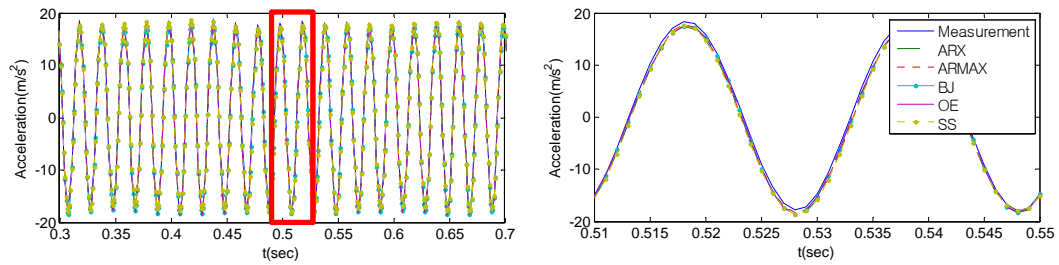 20
10
0
-10
-20
0.3 0.35 0.4 0.45 0.5 0.55 0.6 0.65 0.7
t(sec)
Acceleration(m/s²)
20
10
0
-10
-20
0.51 0.515 0.52 0.525 0.53 0.535 0.54 0.545 0.55
t(sec)
Acceleration(m/s²)
Measurement
ARX
ARMAX
BJ
OE
SS